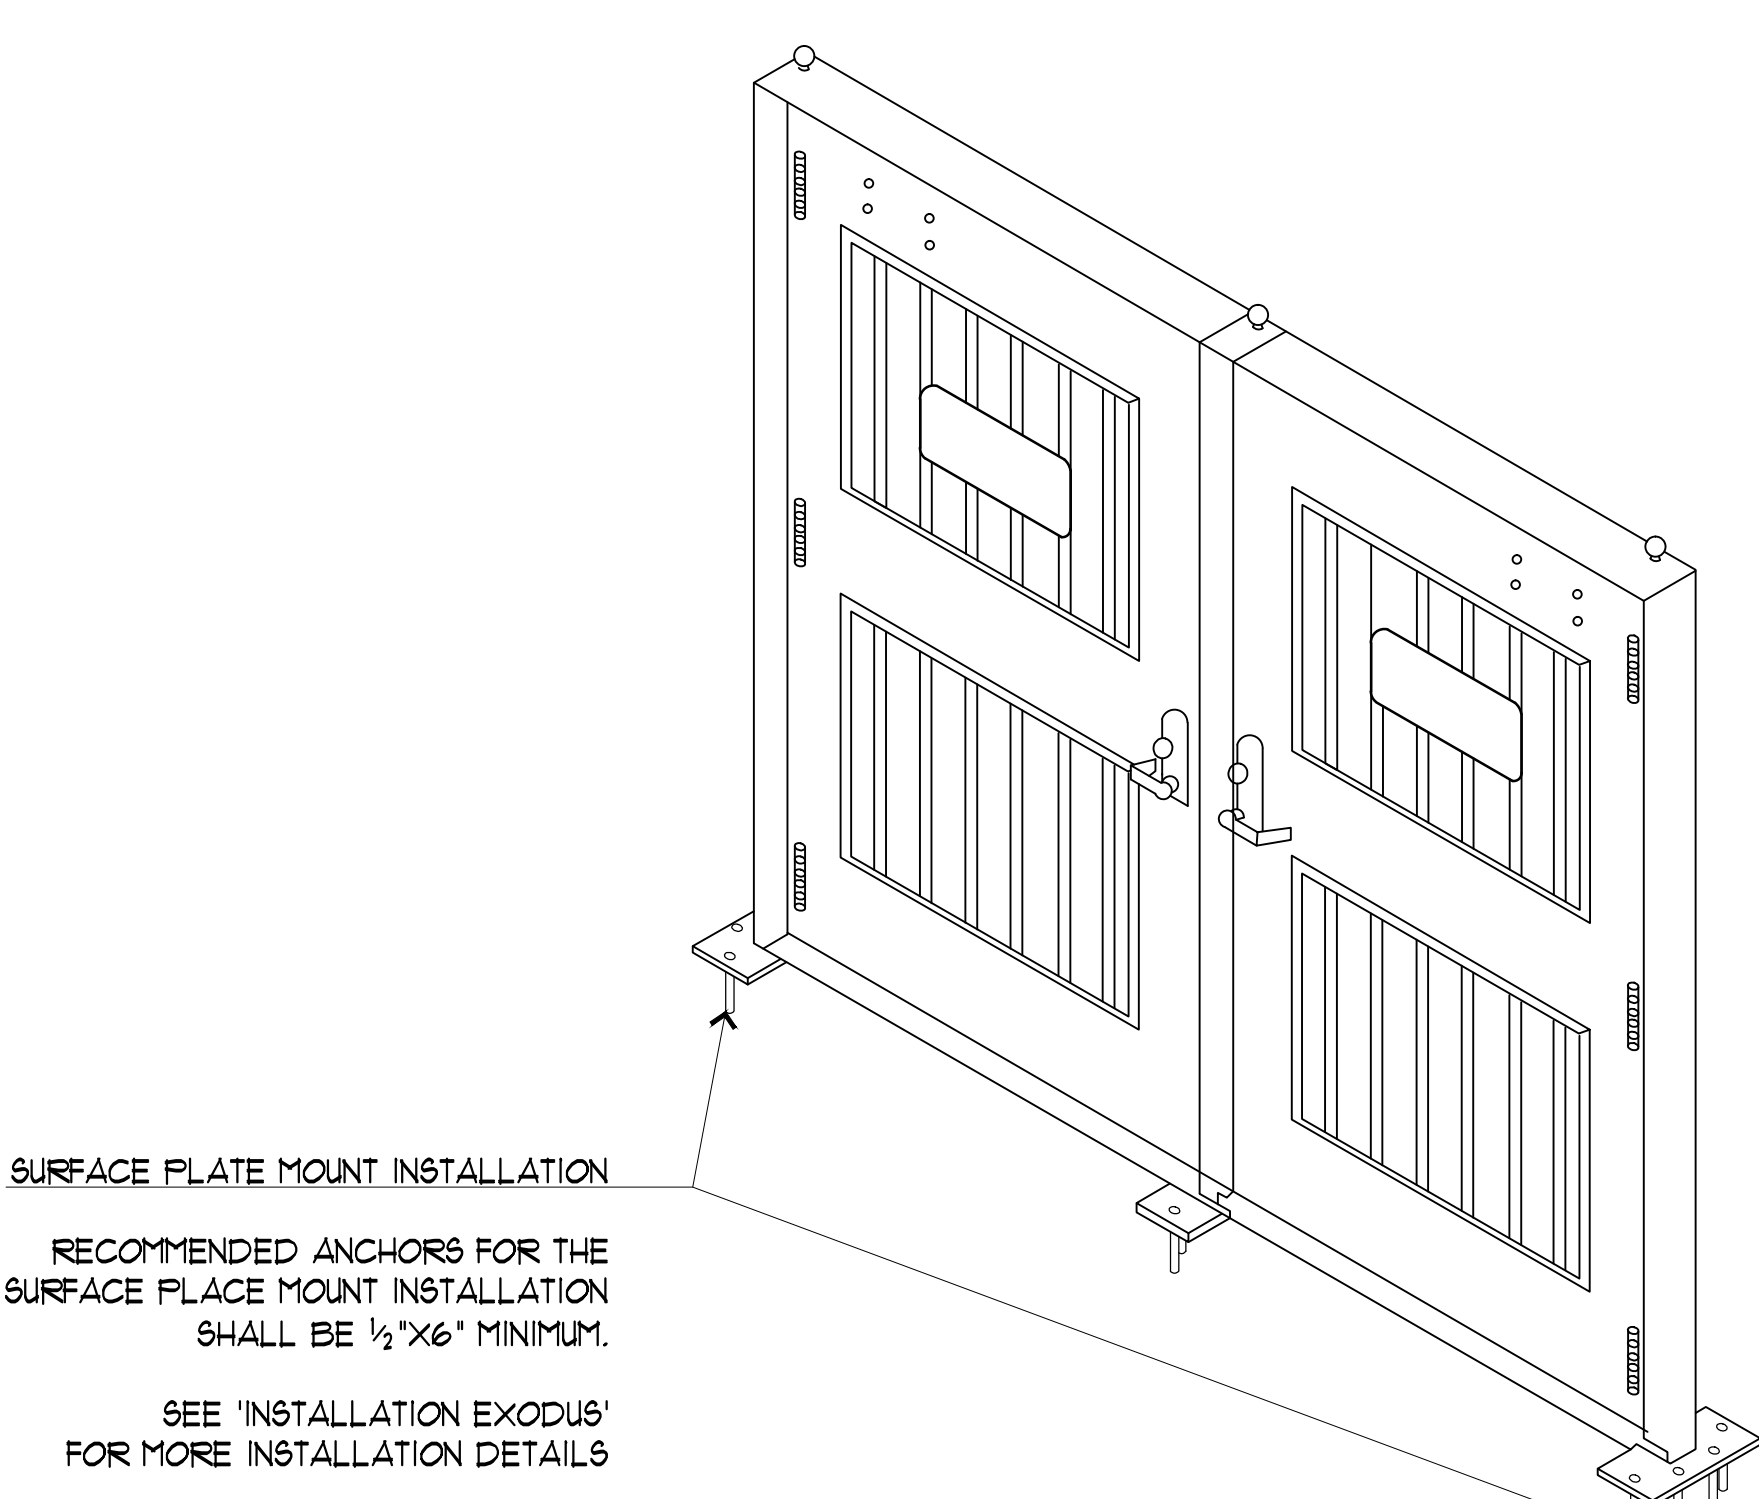 SURFACE PLATE MOUNT INSTALLATION
RECOMMENDED ANCHORS FOR THE
SURFACE PLACE MOUNT INSTALLATION
SHALL BE ½"X6" MINIMUM.
SEE 'INSTALLATION EXODUS'
FOR MORE INSTALLATION DETAILS